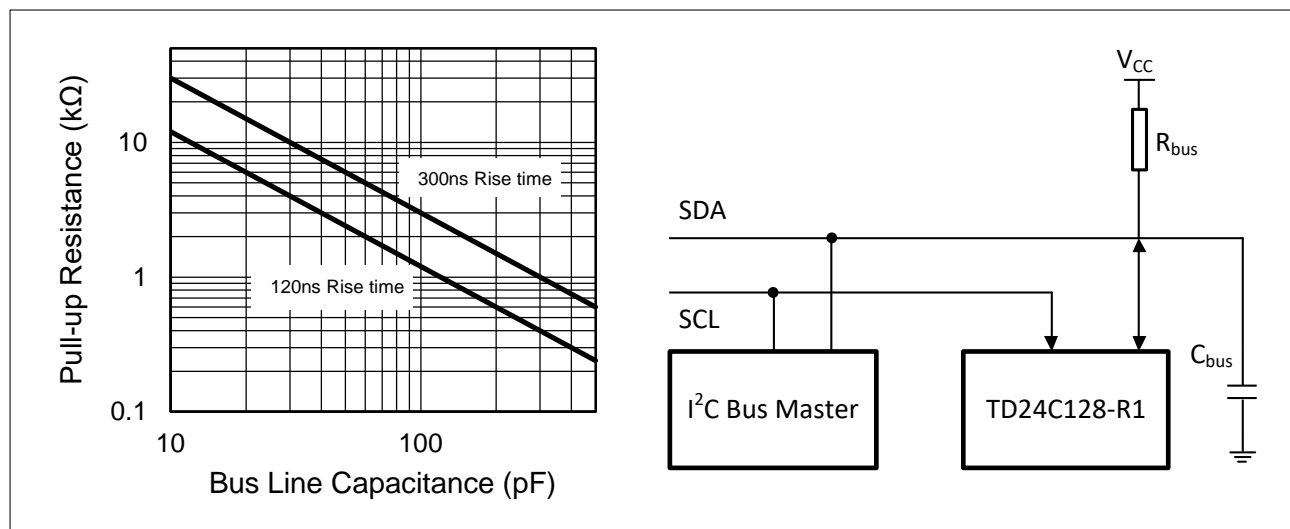 Pull-up Resistance (kΩ)
10
1
0.1
300ns Rise time
120ns Rise time
10
100
Bus Line Capacitance (pF)
VCC
Rbus
SDA
SCL
Cbus
I²C Bus Master
TD24C128-R1